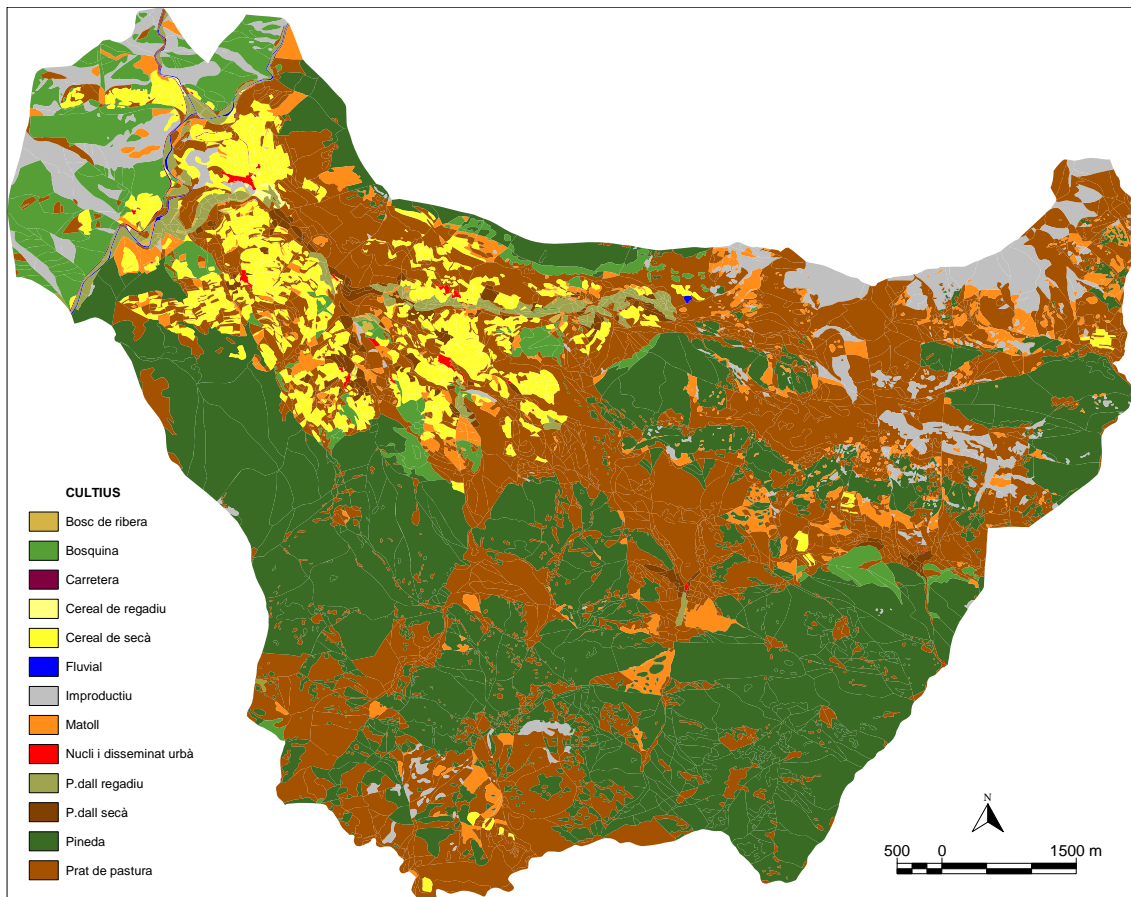 CULTIUS
Bosc de ribera
Bosquina
Carretera
Cereal de regadiu
Cereal de secà
Fluvial
Improductiu
Matoll
Nucli i disseminat urbà
P.dall regadiu
P.dall secà
Pineda
Prat de pastura
N
500 0 1500 m